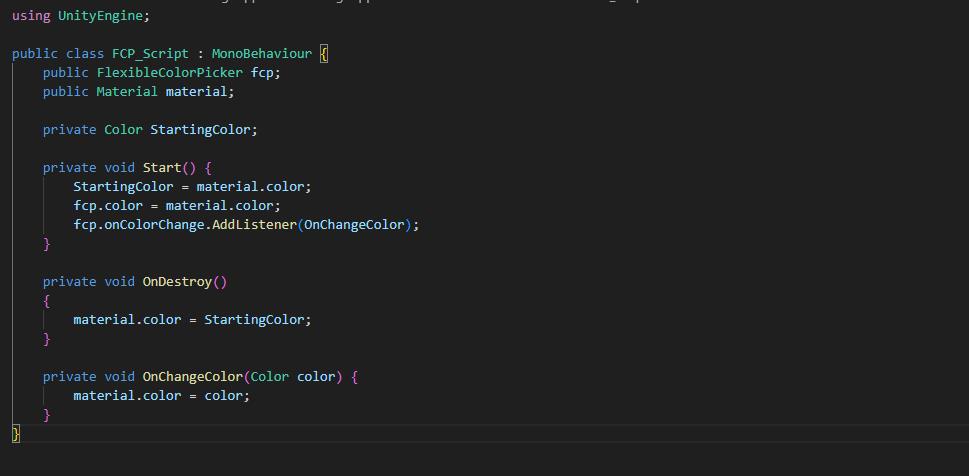 using UnityEngine;
public class FCP_Script : MonoBehaviour {
public FlexibleColorPicker fcp;
public Material material;
private Color StartingColor;
private void Start() {
StartingColor = material.color;
fcp.color = material.color;
fcp.onColorChange.AddListener(OnChangeColor);
}
private void OnDestroy()
{
material.color = StartingColor;
}
private void OnChangeColor(Color color) {
material.color = color;
}
}